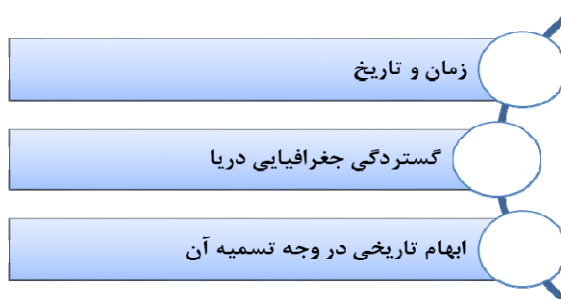 زمان و تاریخ
گستردگی جغرافیایی دریا
ابهام تاریخی در وجه تسمیه آن